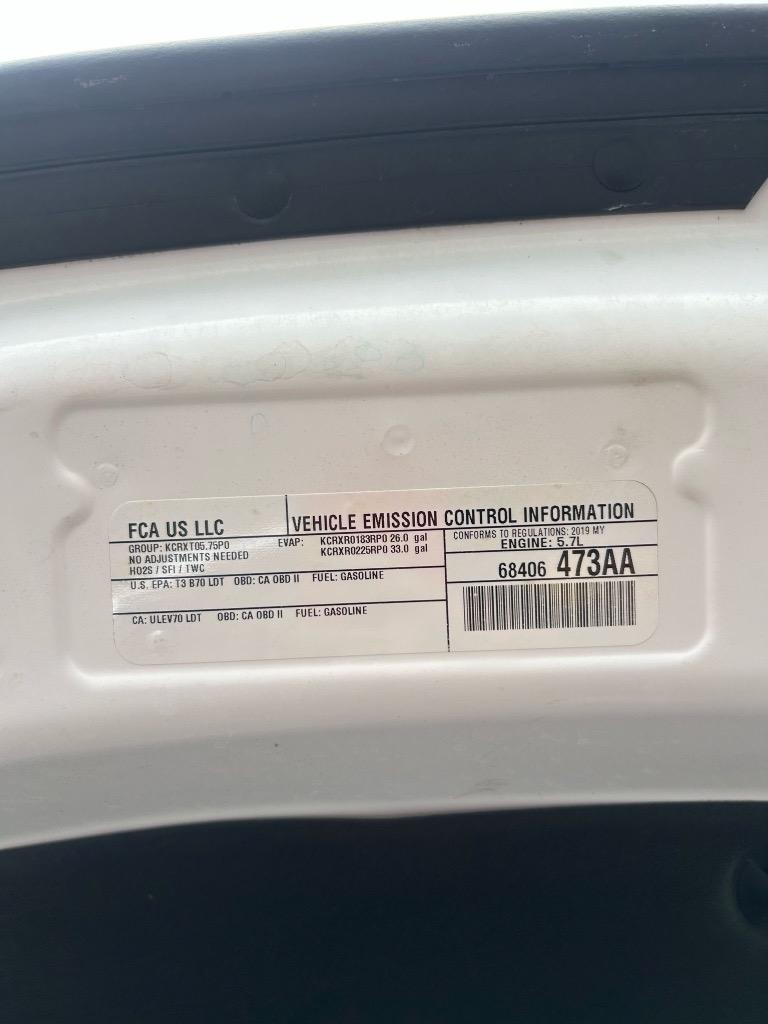 FCA US LLC
VEHICLE EMISSION CONTROL INFORMATION
GROUP: KCRXT05.75P0
NO ADJUSTMENTS NEEDED
HO2S / SFI / TWC
EVAP: KCRXR0183RP0 26.0 gal
KCRXR0225RP0 33.0 gal
CONFORMS TO REGULATIONS: 2019 MY
ENGINE: 5.7L
68406 473AA
U.S. EPA: T3 B70 LDT OBD: CA OBD II FUEL: GASOLINE
CA: ULEV70 LDT OBD: CA OBD II FUEL: GASOLINE